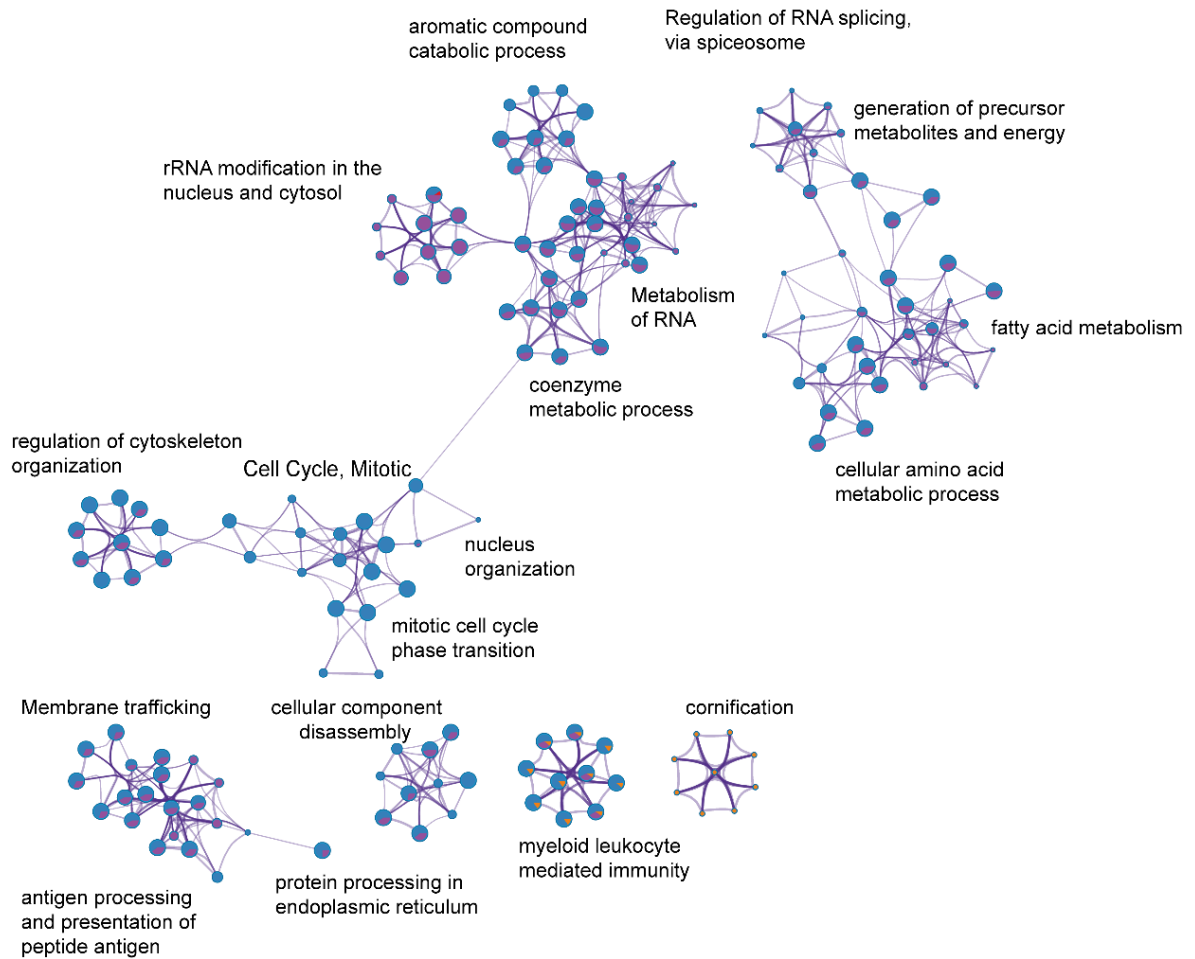 aromatic compound
catabolic process
Regulation of RNA splicing,
via spiceosome
generation of precursor
metabolites and energy
rRNA modification in the
nucleus and cytosol
Metabolism
of RNA
fatty acid metabolism
coenzyme
metabolic process
regulation of cytoskeleton
organization
Cell Cycle, Mitotic
cellular amino acid
metabolic process
nucleus
organization
mitotic cell cycle
phase transition
Membrane trafficking
cellular component
disassembly
cornification
myeloid leukocyte
mediated immunity
protein processing in
endoplasmic reticulum
antigen processing
and presentation of
peptide antigen